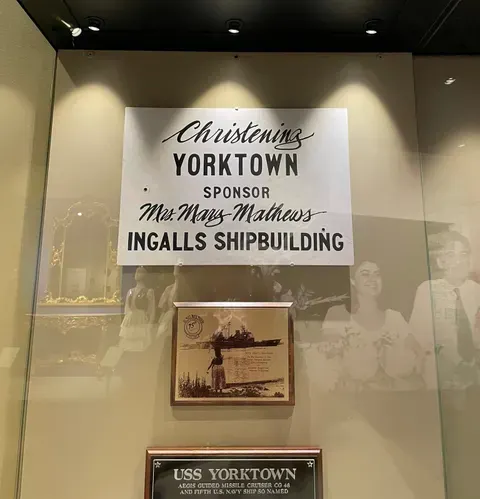 Christening
YORKTOWN
SPONSOR
Mrs. Mary Mathews
INGALLS SHIPBUILDING
USS YORKTOWN
AEGIS GUIDED MISSILE CRUISER CG 48
AND FIFTH U.S. NAVY SHIP SO NAMED